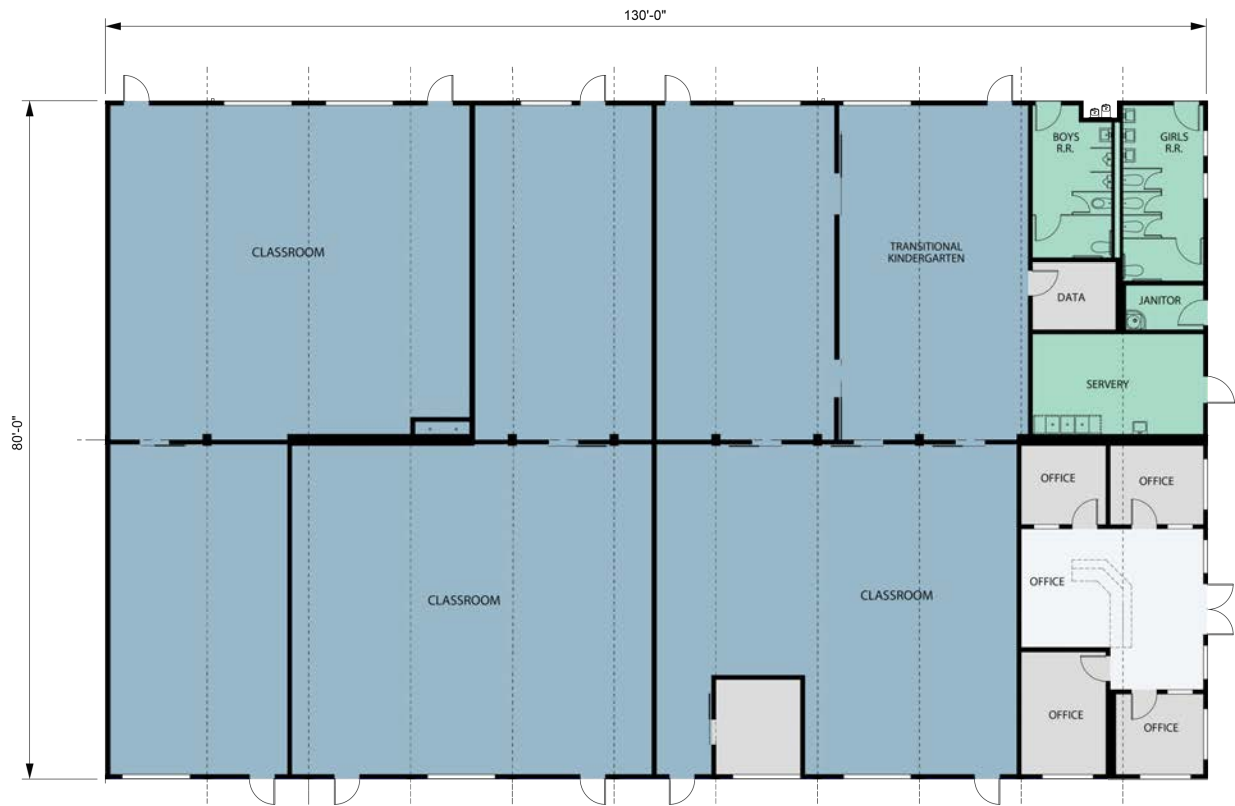 130'-0"
80'-0"
BOYS
R.R.
GIRLS
R.R.
CLASSROOM
TRANSITIONAL
KINDERGARTEN
DATA
JANITOR
SERVERY
OFFICE
OFFICE
OFFICE
CLASSROOM
CLASSROOM
OFFICE
OFFICE